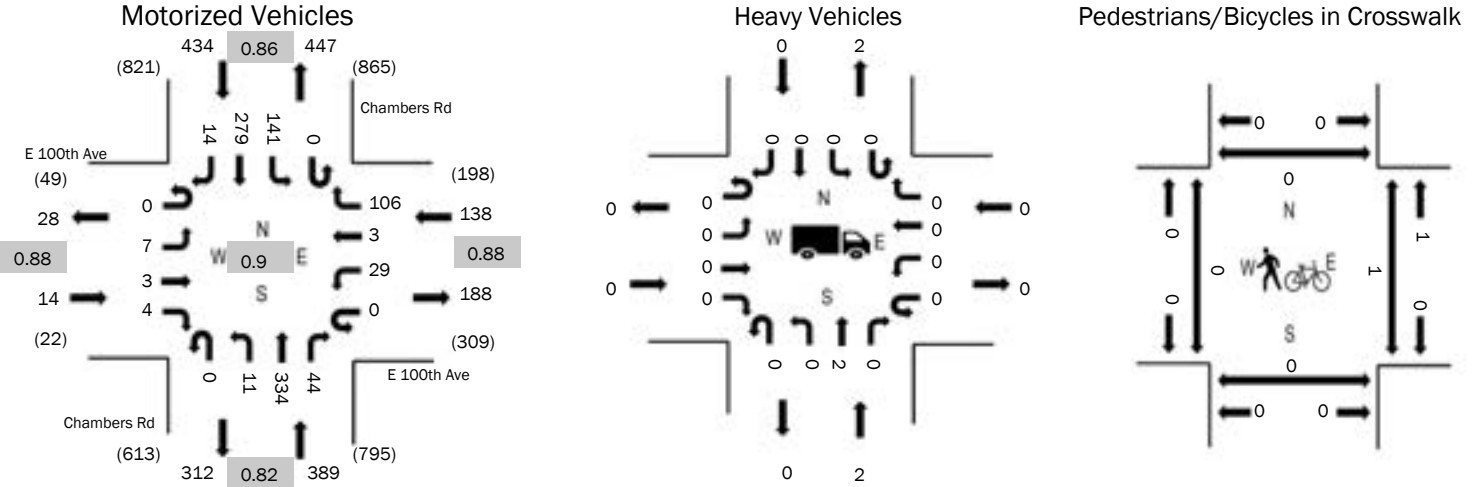 Motorized Vehicles
434 0.86 447
(821) (865)
Chambers Rd
14 279 141 0
E 100th Ave
(49) (198)
0 106
28 138
N
7 3
0.88 W 0.9 E 0.88
3 29
S
14 188
4 0
(22) (309)
0 11 334 44
E 100th Ave
Chambers Rd
(613) (795)
312 0.82 389
Heavy Vehicles
0 2
0 0 0 0
0 0
N
0 0
0 0
W E
0 0
0 0
0 0
S
0 0
0 0 2 0
0 2
Pedestrians/Bicycles in Crosswalk
0 0
0
N
0 1
W E
0 1
0 0
S
0
0 0